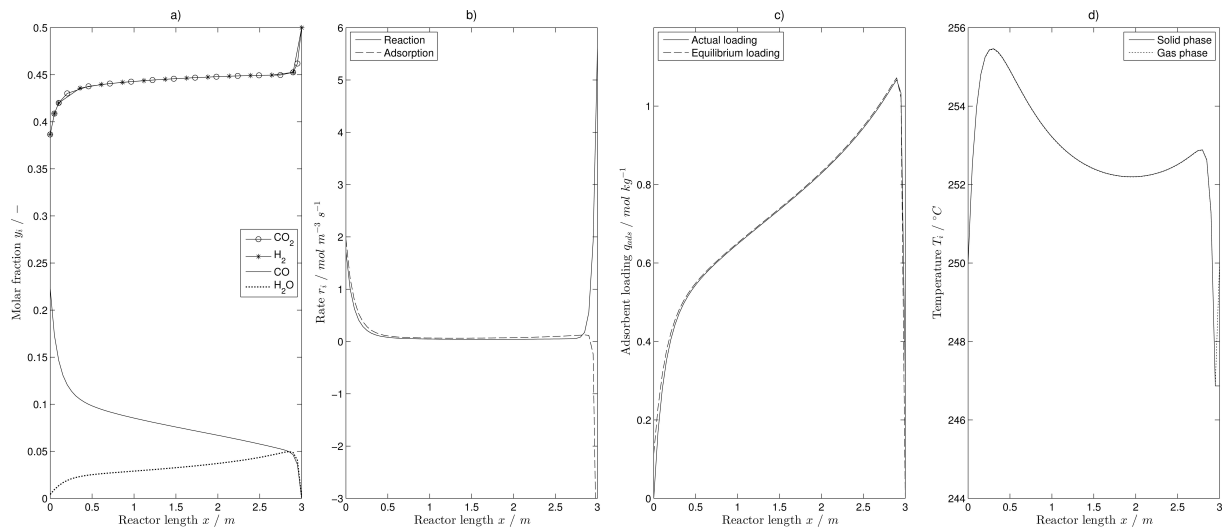 a)
Molar fraction y_i / −
0.5
0.45
0.4
0.35
0.3
0.25
0.2
0.15
0.1
0.05
0
CO_2
H_2
CO
H_2O
0 0.5 1 1.5 2 2.5 3
Reactor length x / m
b)
Rate r_i / mol m^{−3} s^{−1}
6
5
4
3
2
1
0
−1
−2
−3
Reaction
Adsorption
0 0.5 1 1.5 2 2.5 3
Reactor length x / m
c)
Adsorbent loading q_{ads} / mol kg^{−1}
1
0.8
0.6
0.4
0.2
0
Actual loading
Equilibrium loading
0 0.5 1 1.5 2 2.5 3
Reactor length x / m
d)
Temperature T_i / °C
256
254
252
250
248
246
244
Solid phase
Gas phase
0 0.5 1 1.5 2 2.5 3
Reactor length x / m